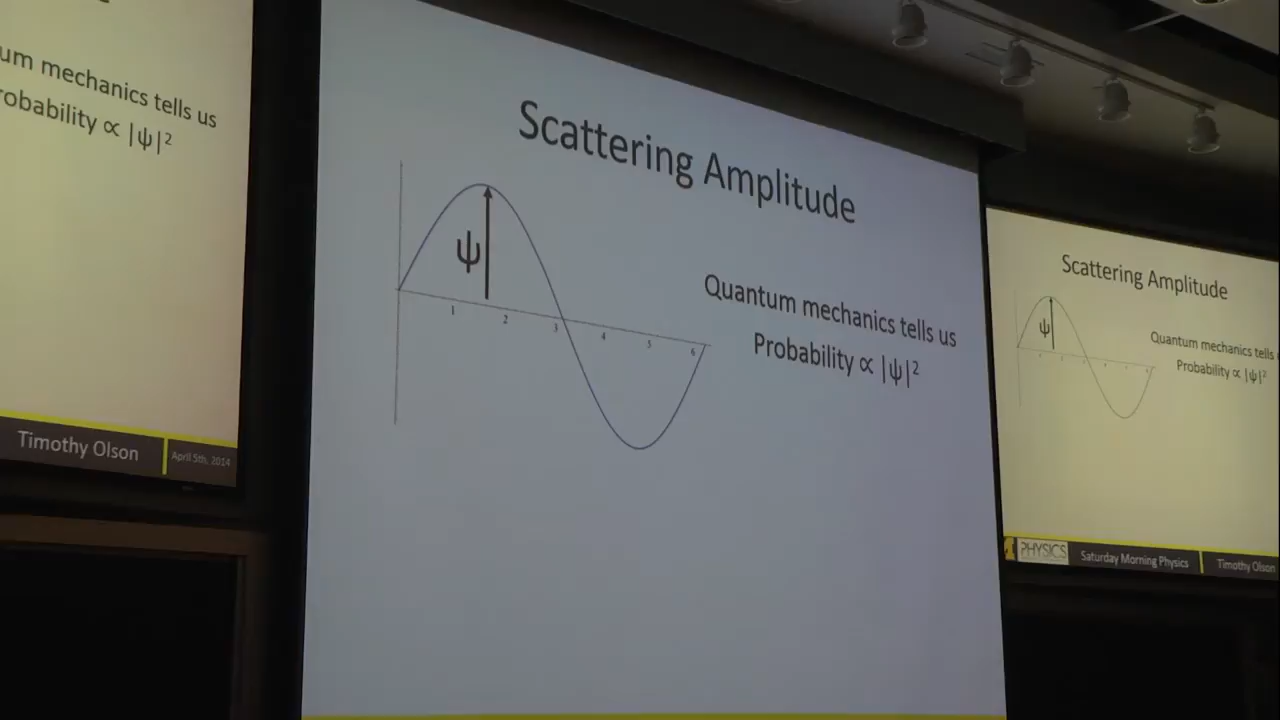 um mechanics tells us
robability ∝ |ψ|²
Timothy Olson
April 5th, 2014
Scattering Amplitude
ψ
1 2 3 4 5 6
Quantum mechanics tells us
Probability ∝ |ψ|²
Scattering Amplitude
ψ
Quantum mechanics tells
Probability ∝ |ψ|²
PHYSICS
Saturday Morning Physics
Timothy Olson